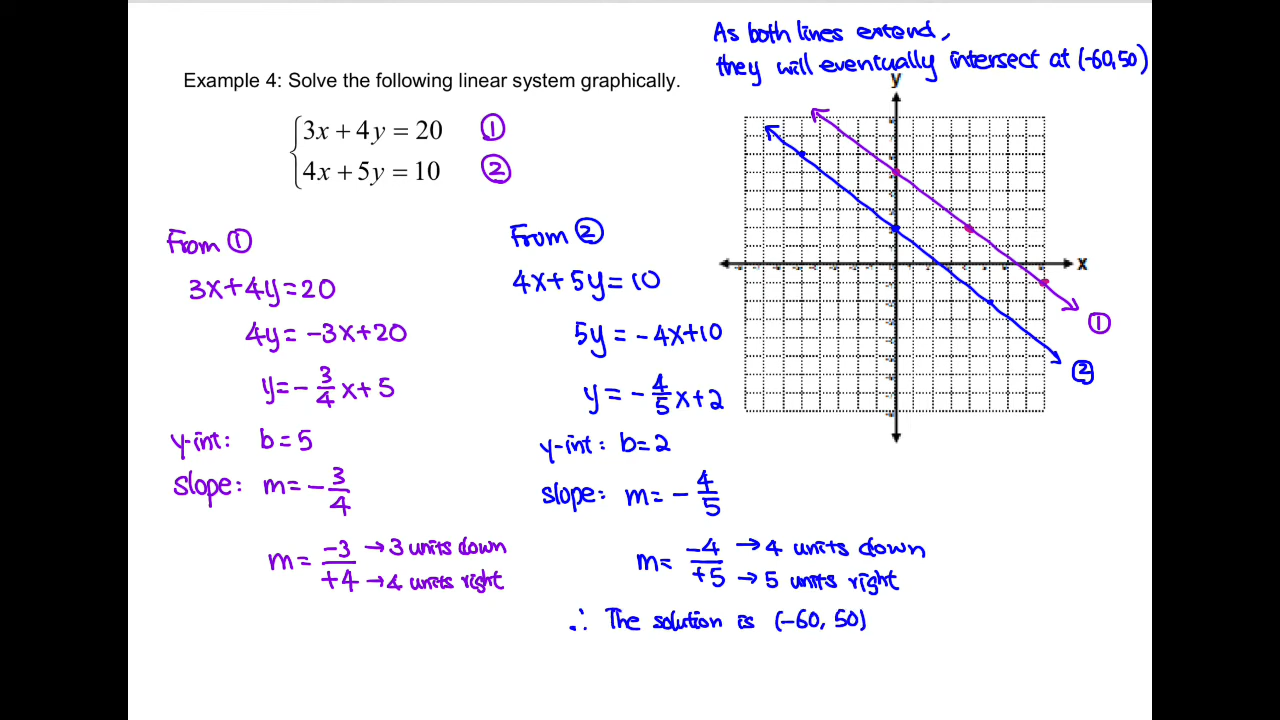 As both lines extend,
they will eventually intersect at (-60,50)
Example 4: Solve the following linear system graphically.
3x + 4y = 20 ①
4x + 5y = 10 ②
From ①
3x+4y=20
4y= -3x+20
y= - 3/4 x + 5
y-int: b=5
slope: m= - 3/4
m= -3/+4 → 3 units down
→ 4 units right
From ②
4x+5y=10
5y = -4x+10
y = - 4/5 x + 2
y-int: b=2
slope: m= - 4/5
m= -4/+5 → 4 units down
→ 5 units right
∴ The solution is (-60, 50)
y
x
①
②